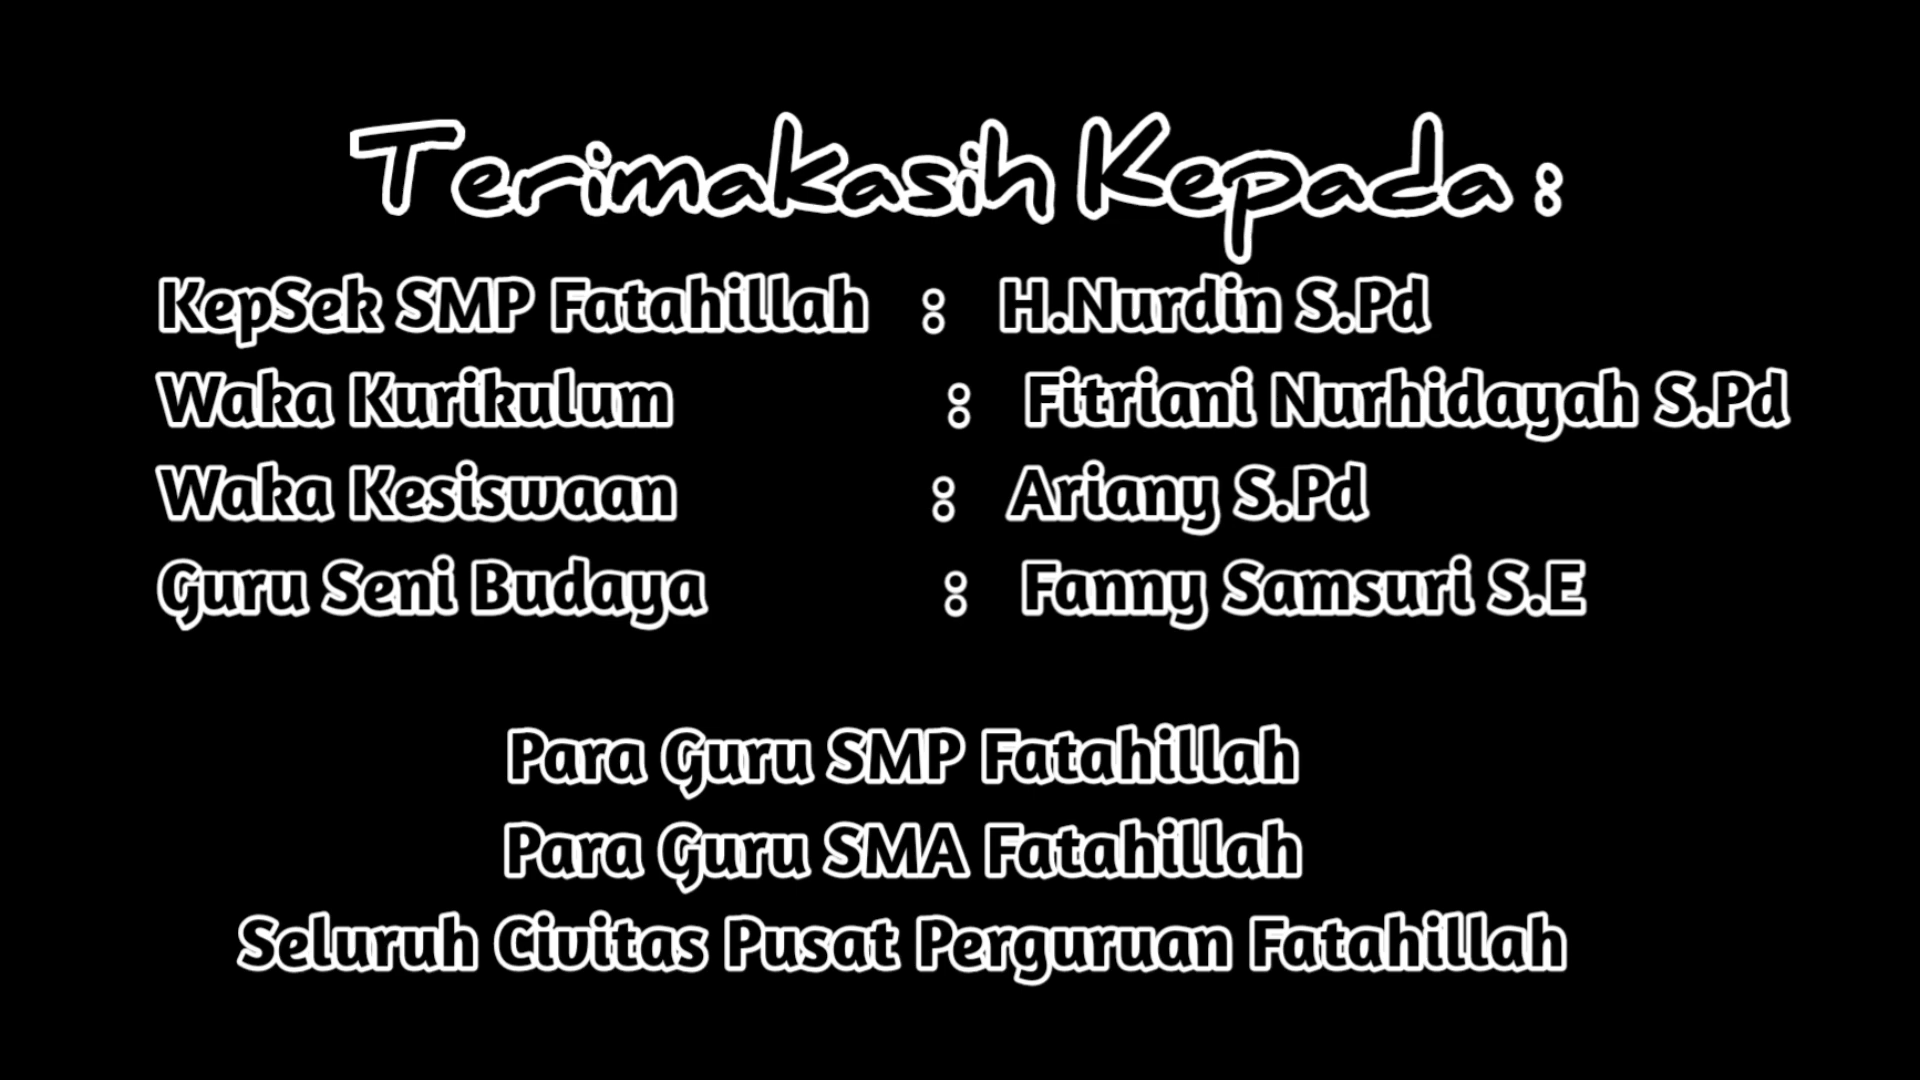 Terimakasih Kepada :
KepSek SMP Fatahillah : H.Nurdin S.Pd
Waka Kurikulum : Fitriani Nurhidayah S.Pd
Waka Kesiswaan : Ariany S.Pd
Guru Seni Budaya : Fanny Samsuri S.E
Para Guru SMP Fatahillah
Para Guru SMA Fatahillah
Seluruh Civitas Pusat Perguruan Fatahillah